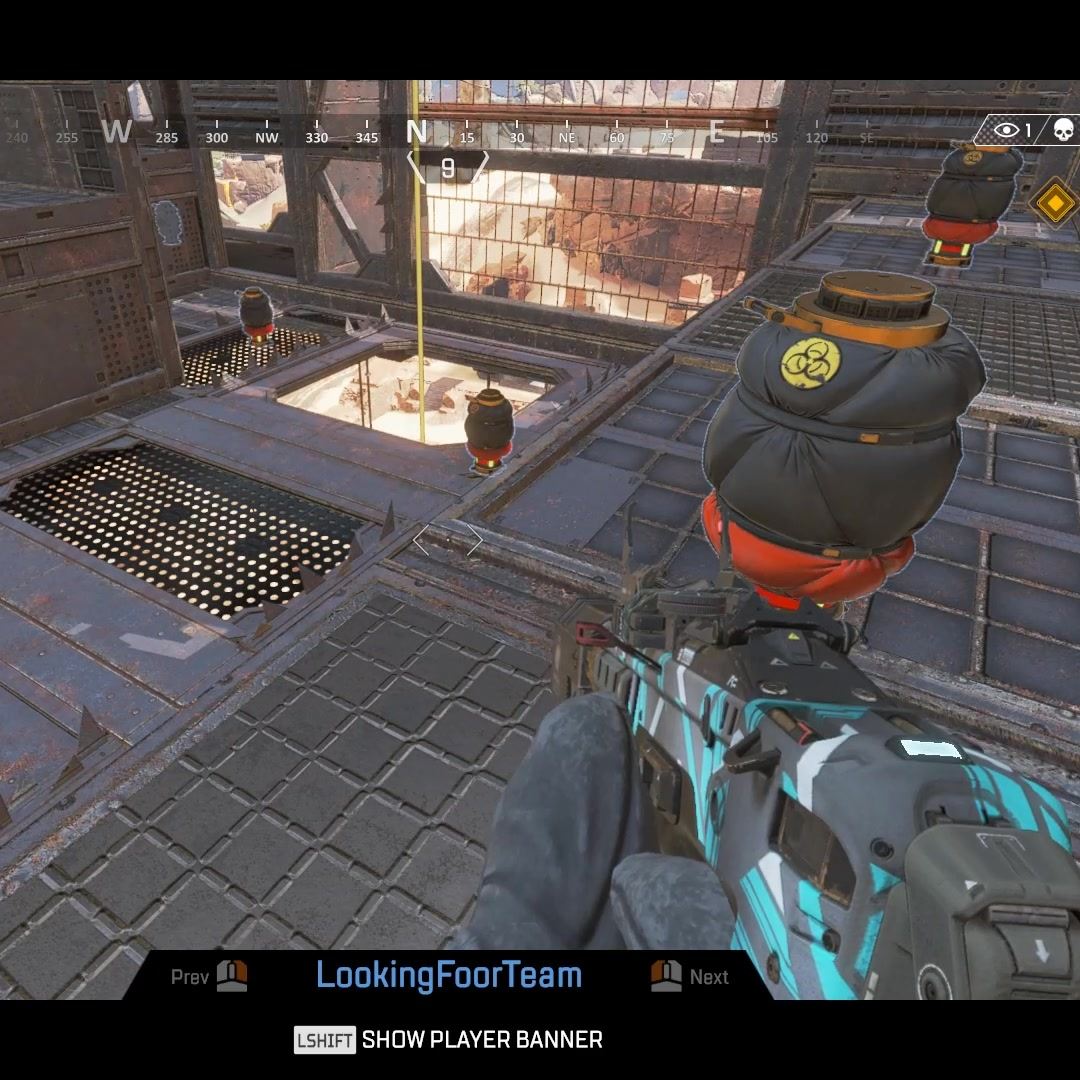 240 255 W 285 300 NW 330 345 N 15 30 NE 60 75 E 105 120 SE
1
9
Prev LookingFoorTeam Next
LSHIFT SHOW PLAYER BANNER